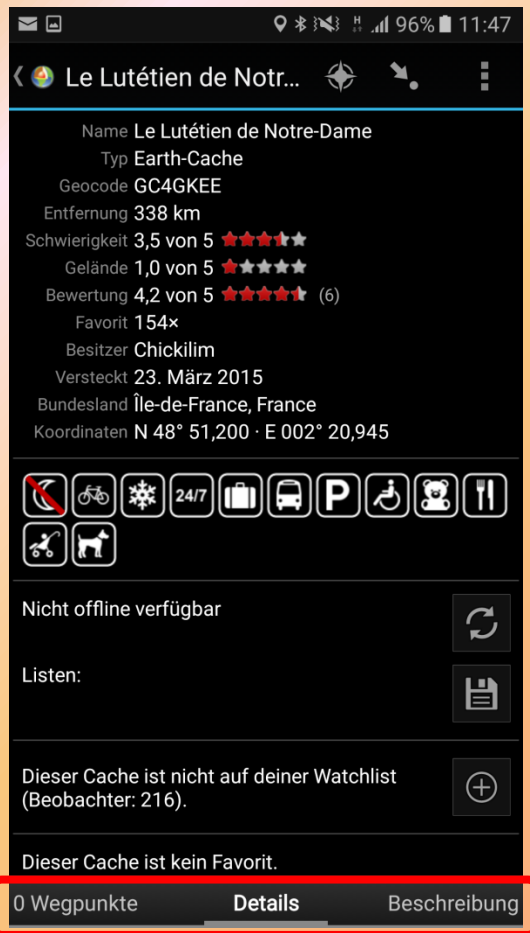 96% 11:47
Le Lutétien de Notr...
Name Le Lutétien de Notre-Dame
Typ Earth-Cache
Geocode GC4GKEE
Entfernung 338 km
Schwierigkeit 3,5 von 5
Gelände 1,0 von 5
Bewertung 4,2 von 5 (6)
Favorit 154×
Besitzer Chickilim
Versteckt 23. März 2015
Bundesland Île-de-France, France
Koordinaten N 48° 51,200 · E 002° 20,945
24/7 P
Nicht offline verfügbar
Listen:
Dieser Cache ist nicht auf deiner Watchlist
(Beobachter: 216).
Dieser Cache ist kein Favorit.
0 Wegpunkte Details Beschreibung